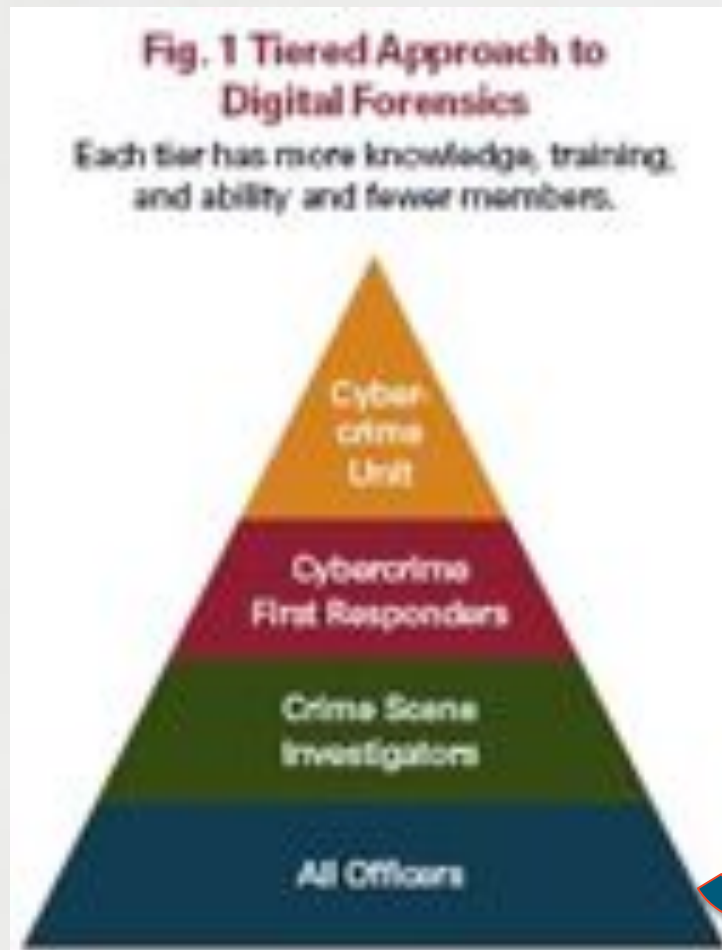 Fig. 1 Tiered Approach to
Digital Forensics
Each tier has more knowledge, training,
and ability and fewer members.
Cyber-
crime
Unit
Cybercrime
First Responders
Crime Scene
Investigators
All Officers